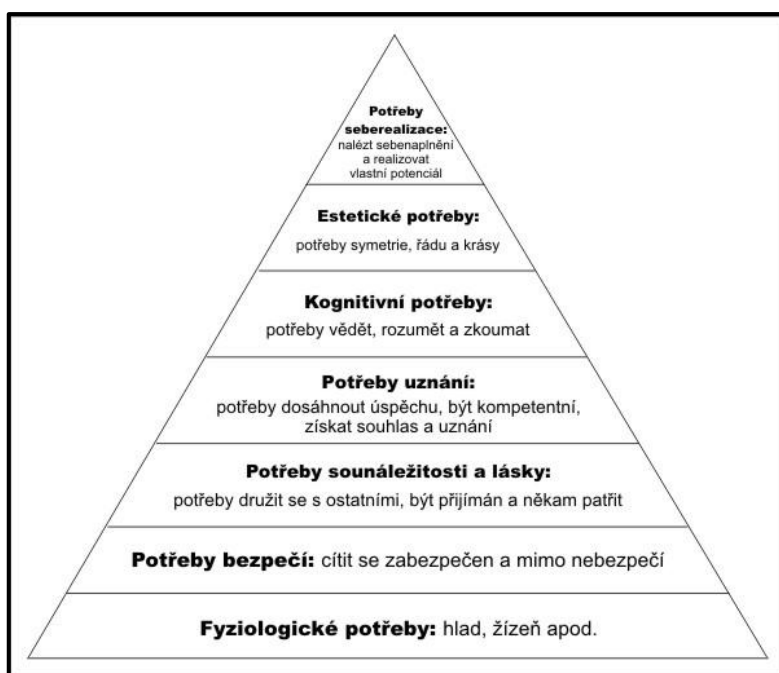 Potřeby
seberealizace:
nalézt sebenaplnění
a realizovat
vlastní potenciál
Estetické potřeby:
potřeby symetrie, řádu a krásy
Kognitivní potřeby:
potřeby vědět, rozumět a zkoumat
Potřeby uznání:
potřeby dosáhnout úspěchu, být kompetentní,
získat souhlas a uznání
Potřeby sounáležitosti a lásky:
potřeby družit se s ostatními, být přijímán a někam patřit
Potřeby bezpečí: cítit se zabezpečen a mimo nebezpečí
Fyziologické potřeby: hlad, žízeň apod.